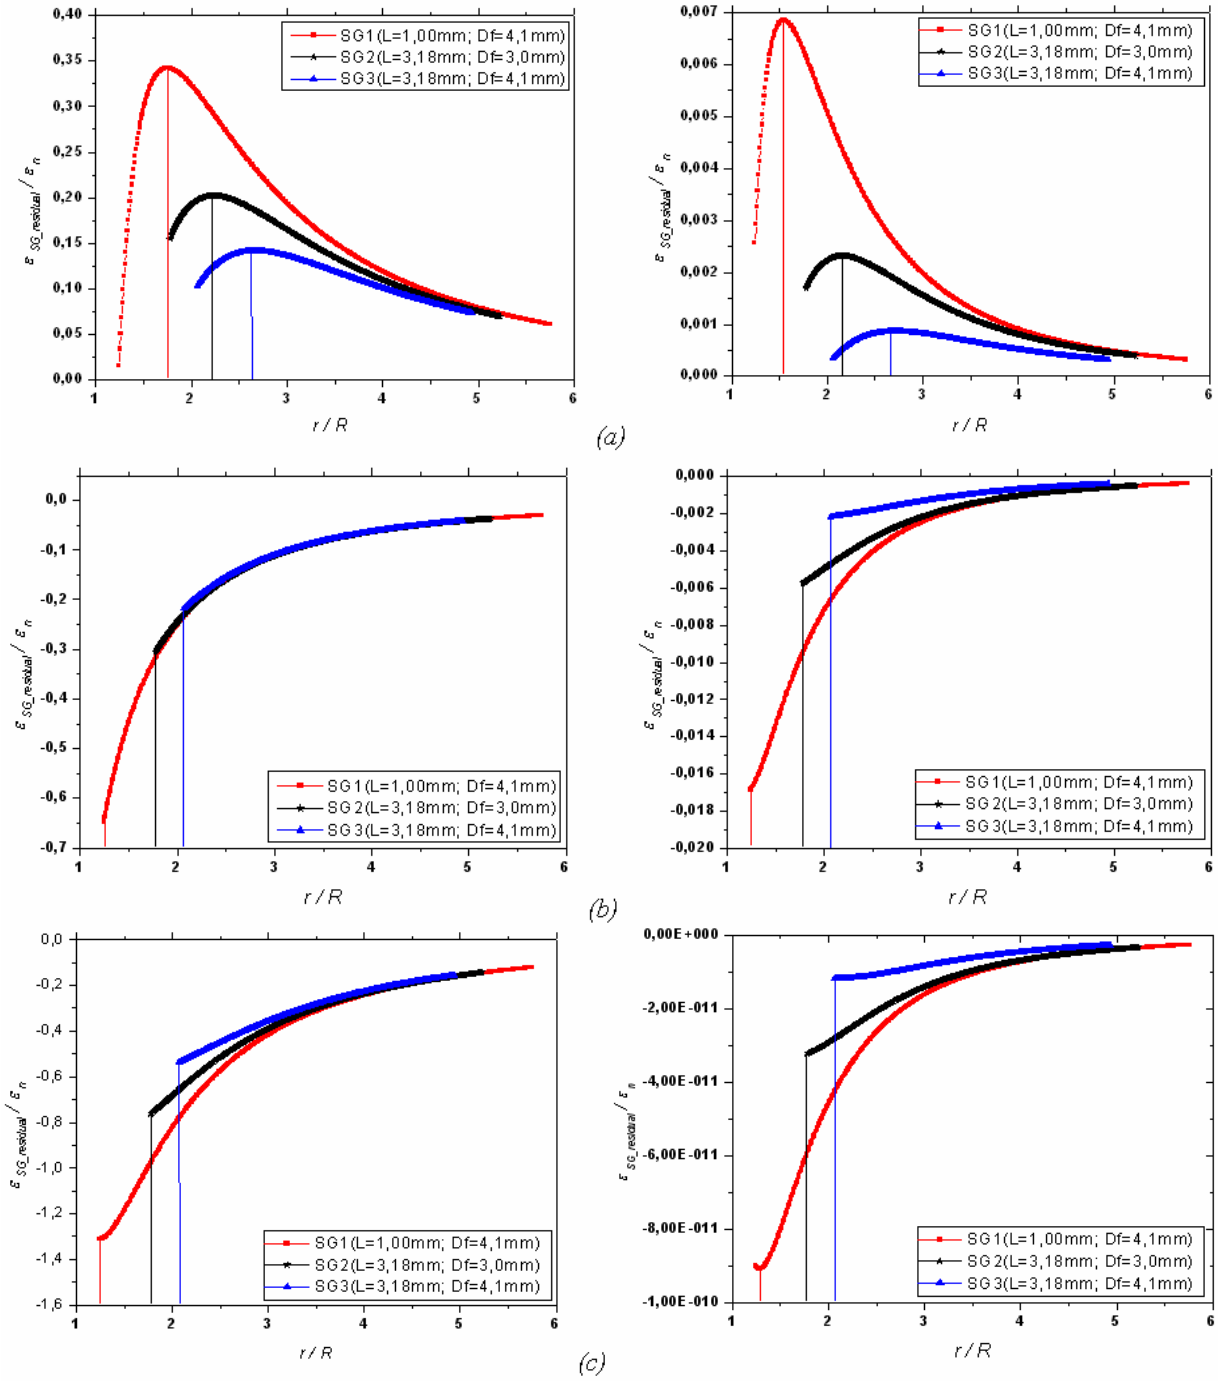 SG1(L=1,00mm; Df=4,1mm)
SG2(L=3,18mm; Df=3,0mm)
SG3(L=3,18mm; Df=4,1mm)
0,40
0,35
0,30
0,25
0,20
0,15
0,10
0,05
0,00
ε SG_residual / ε n
1 2 3 4 5 6
r / R
SG1(L=1,00mm; Df=4,1mm)
SG2(L=3,18mm; Df=3,0mm)
SG3(L=3,18mm; Df=4,1mm)
0,007
0,006
0,005
0,004
0,003
0,002
0,001
0,000
ε SG_residual / ε n
1 2 3 4 5 6
r / R
(a)
0,0
-0,1
-0,2
-0,3
-0,4
-0,5
-0,6
-0,7
ε SG_residual / ε n
SG1(L=1,00mm; Df=4,1mm)
SG2(L=3,18mm; Df=3,0mm)
SG3(L=3,18mm; Df=4,1mm)
1 2 3 4 5 6
r / R
0,000
-0,002
-0,004
-0,006
-0,008
-0,010
-0,012
-0,014
-0,016
-0,018
-0,020
ε SG_residual / ε n
SG1(L=1,00mm; Df=4,1mm)
SG2(L=3,18mm; Df=3,0mm)
SG3(L=3,18mm; Df=4,1mm)
1 2 3 4 5 6
r / R
(b)
0,0
-0,2
-0,4
-0,6
-0,8
-1,0
-1,2
-1,4
-1,6
ε SG_residual / ε n
SG1(L=1,00mm; Df=4,1mm)
SG2(L=3,18mm; Df=3,0mm)
SG3(L=3,18mm; Df=4,1mm)
1 2 3 4 5 6
r / R
0,00E+000
-2,00E-011
-4,00E-011
-6,00E-011
-8,00E-011
-1,00E-010
ε SG_residual / ε n
SG1(L=1,00mm; Df=4,1mm)
SG2(L=3,18mm; Df=3,0mm)
SG3(L=3,18mm; Df=4,1mm)
1 2 3 4 5 6
r / R
(c)